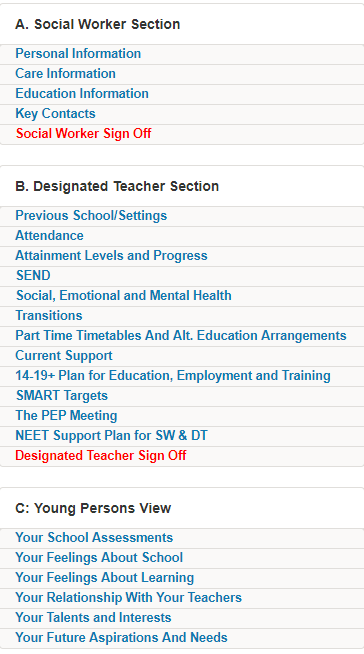 A. Social Worker Section
Personal Information
Care Information
Education Information
Key Contacts
Social Worker Sign Off
B. Designated Teacher Section
Previous School/Settings
Attendance
Attainment Levels and Progress
SEND
Social, Emotional and Mental Health
Transitions
Part Time Timetables And Alt. Education Arrangements
Current Support
14-19+ Plan for Education, Employment and Training
SMART Targets
The PEP Meeting
NEET Support Plan for SW & DT
Designated Teacher Sign Off
C: Young Persons View
Your School Assessments
Your Feelings About School
Your Feelings About Learning
Your Relationship With Your Teachers
Your Talents and Interests
Your Future Aspirations And Needs